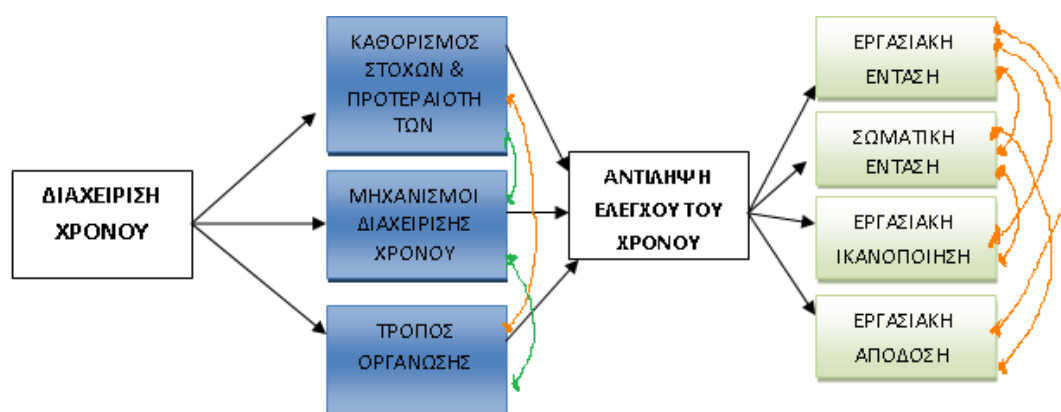 ΔΙΑΧΕΙΡΙΣΗ
ΧΡΟΝΟΥ
ΚΑΘΟΡΙΣΜΟΣ
ΣΤΟΧΩΝ &
ΠΡΟΤΕΡΑΙΟΤΗ
ΤΩΝ
ΜΗΧΑΝΙΣΜΟΙ
ΔΙΑΧΕΙΡΙΣΗΣ
ΧΡΟΝΟΥ
ΤΡΟΠΟΣ
ΟΡΓΑΝΩΣΗΣ
ΑΝΤΙΛΗΨΗ
ΕΛΕΓΧΟΥ ΤΟΥ
ΧΡΟΝΟΥ
ΕΡΓΑΣΙΑΚΗ
ΕΝΤΑΣΗ
ΣΩΜΑΤΙΚΗ
ΕΝΤΑΣΗ
ΕΡΓΑΣΙΑΚΗ
ΙΚΑΝΟΠΟΙΗΣΗ
ΕΡΓΑΣΙΑΚΗ
ΑΠΟΔΟΣΗ